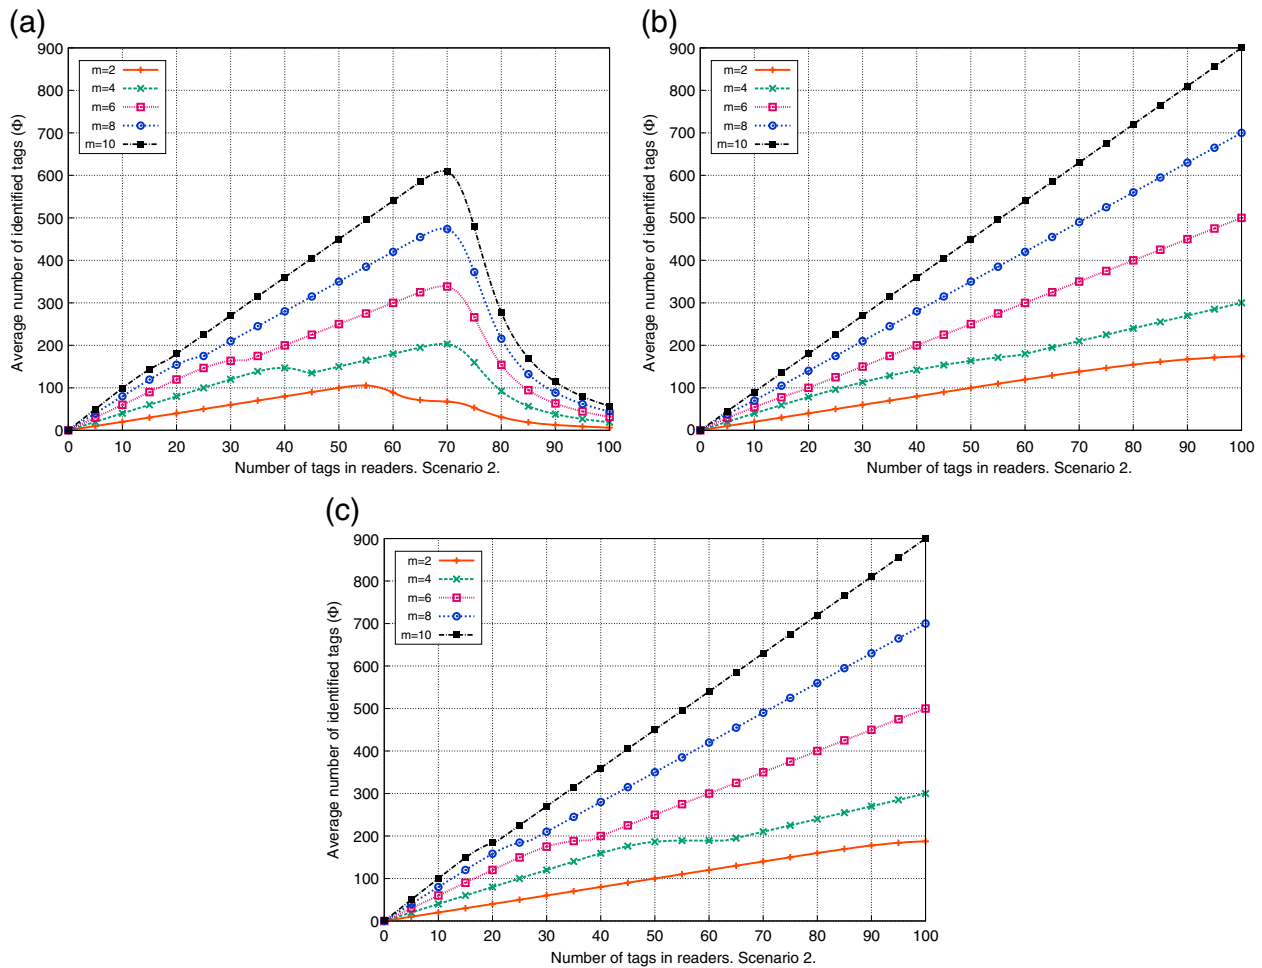 (a)
Average number of identified tags (Φ)
900
800
700
600
500
400
300
200
100
0
m=2
m=4
m=6
m=8
m=10
0 10 20 30 40 50 60 70 80 90 100
Number of tags in readers. Scenario 2.
(b)
Average number of identified tags (Φ)
900
800
700
600
500
400
300
200
100
0
m=2
m=4
m=6
m=8
m=10
0 10 20 30 40 50 60 70 80 90 100
Number of tags in readers. Scenario 2.
(c)
Average number of identified tags (Φ)
900
800
700
600
500
400
300
200
100
0
m=2
m=4
m=6
m=8
m=10
0 10 20 30 40 50 60 70 80 90 100
Number of tags in readers. Scenario 2.